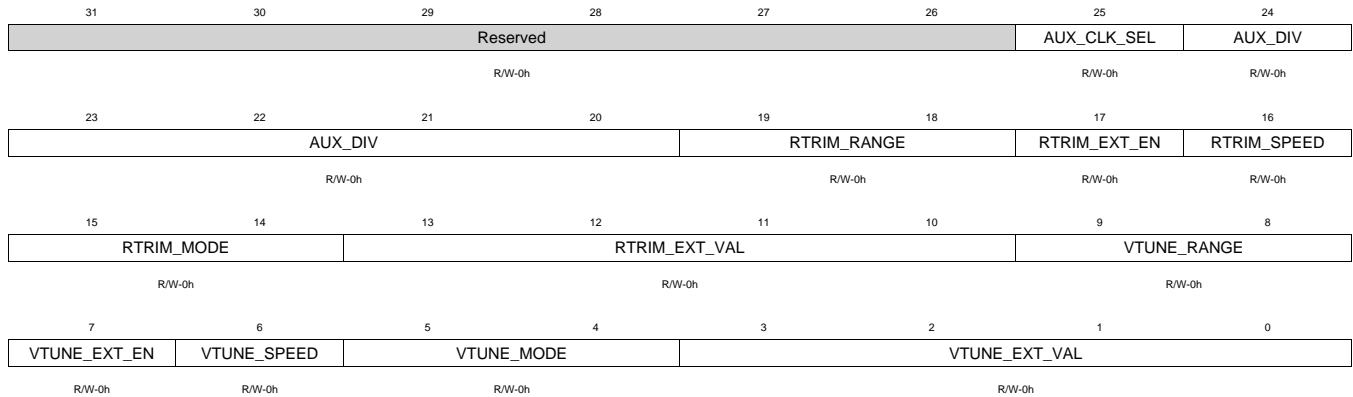 31 30 29 28 27 26 25 24
Reserved AUX_CLK_SEL AUX_DIV
R/W-0h R/W-0h R/W-0h
23 22 21 20 19 18 17 16
AUX_DIV RTRIM_RANGE RTRIM_EXT_EN RTRIM_SPEED
R/W-0h R/W-0h R/W-0h R/W-0h
15 14 13 12 11 10 9 8
RTRIM_MODE RTRIM_EXT_VAL VTUNE_RANGE
R/W-0h R/W-0h R/W-0h
7 6 5 4 3 2 1 0
VTUNE_EXT_EN VTUNE_SPEED VTUNE_MODE VTUNE_EXT_VAL
R/W-0h R/W-0h R/W-0h R/W-0h